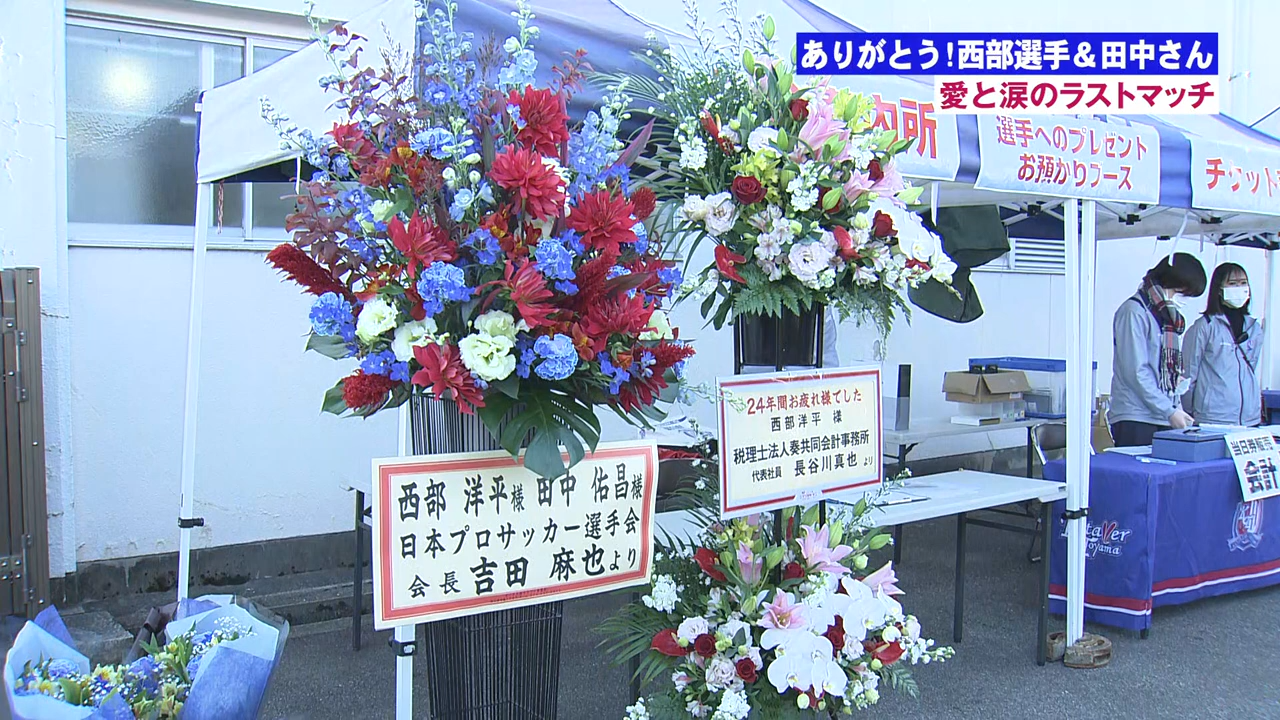 ありがとう!西部選手&田中さん
愛と涙のラストマッチ
内所
選手へのプレゼント
お預かりブース
チケット
24年間お疲れ様でした
西部洋平 様
税理士法人奏共同会計事務所
代表社員 長谷川真也 より
西部 洋平様 田中 佑昌様
日本プロサッカー選手会
会長 吉田 麻也より
当日券販売
会計